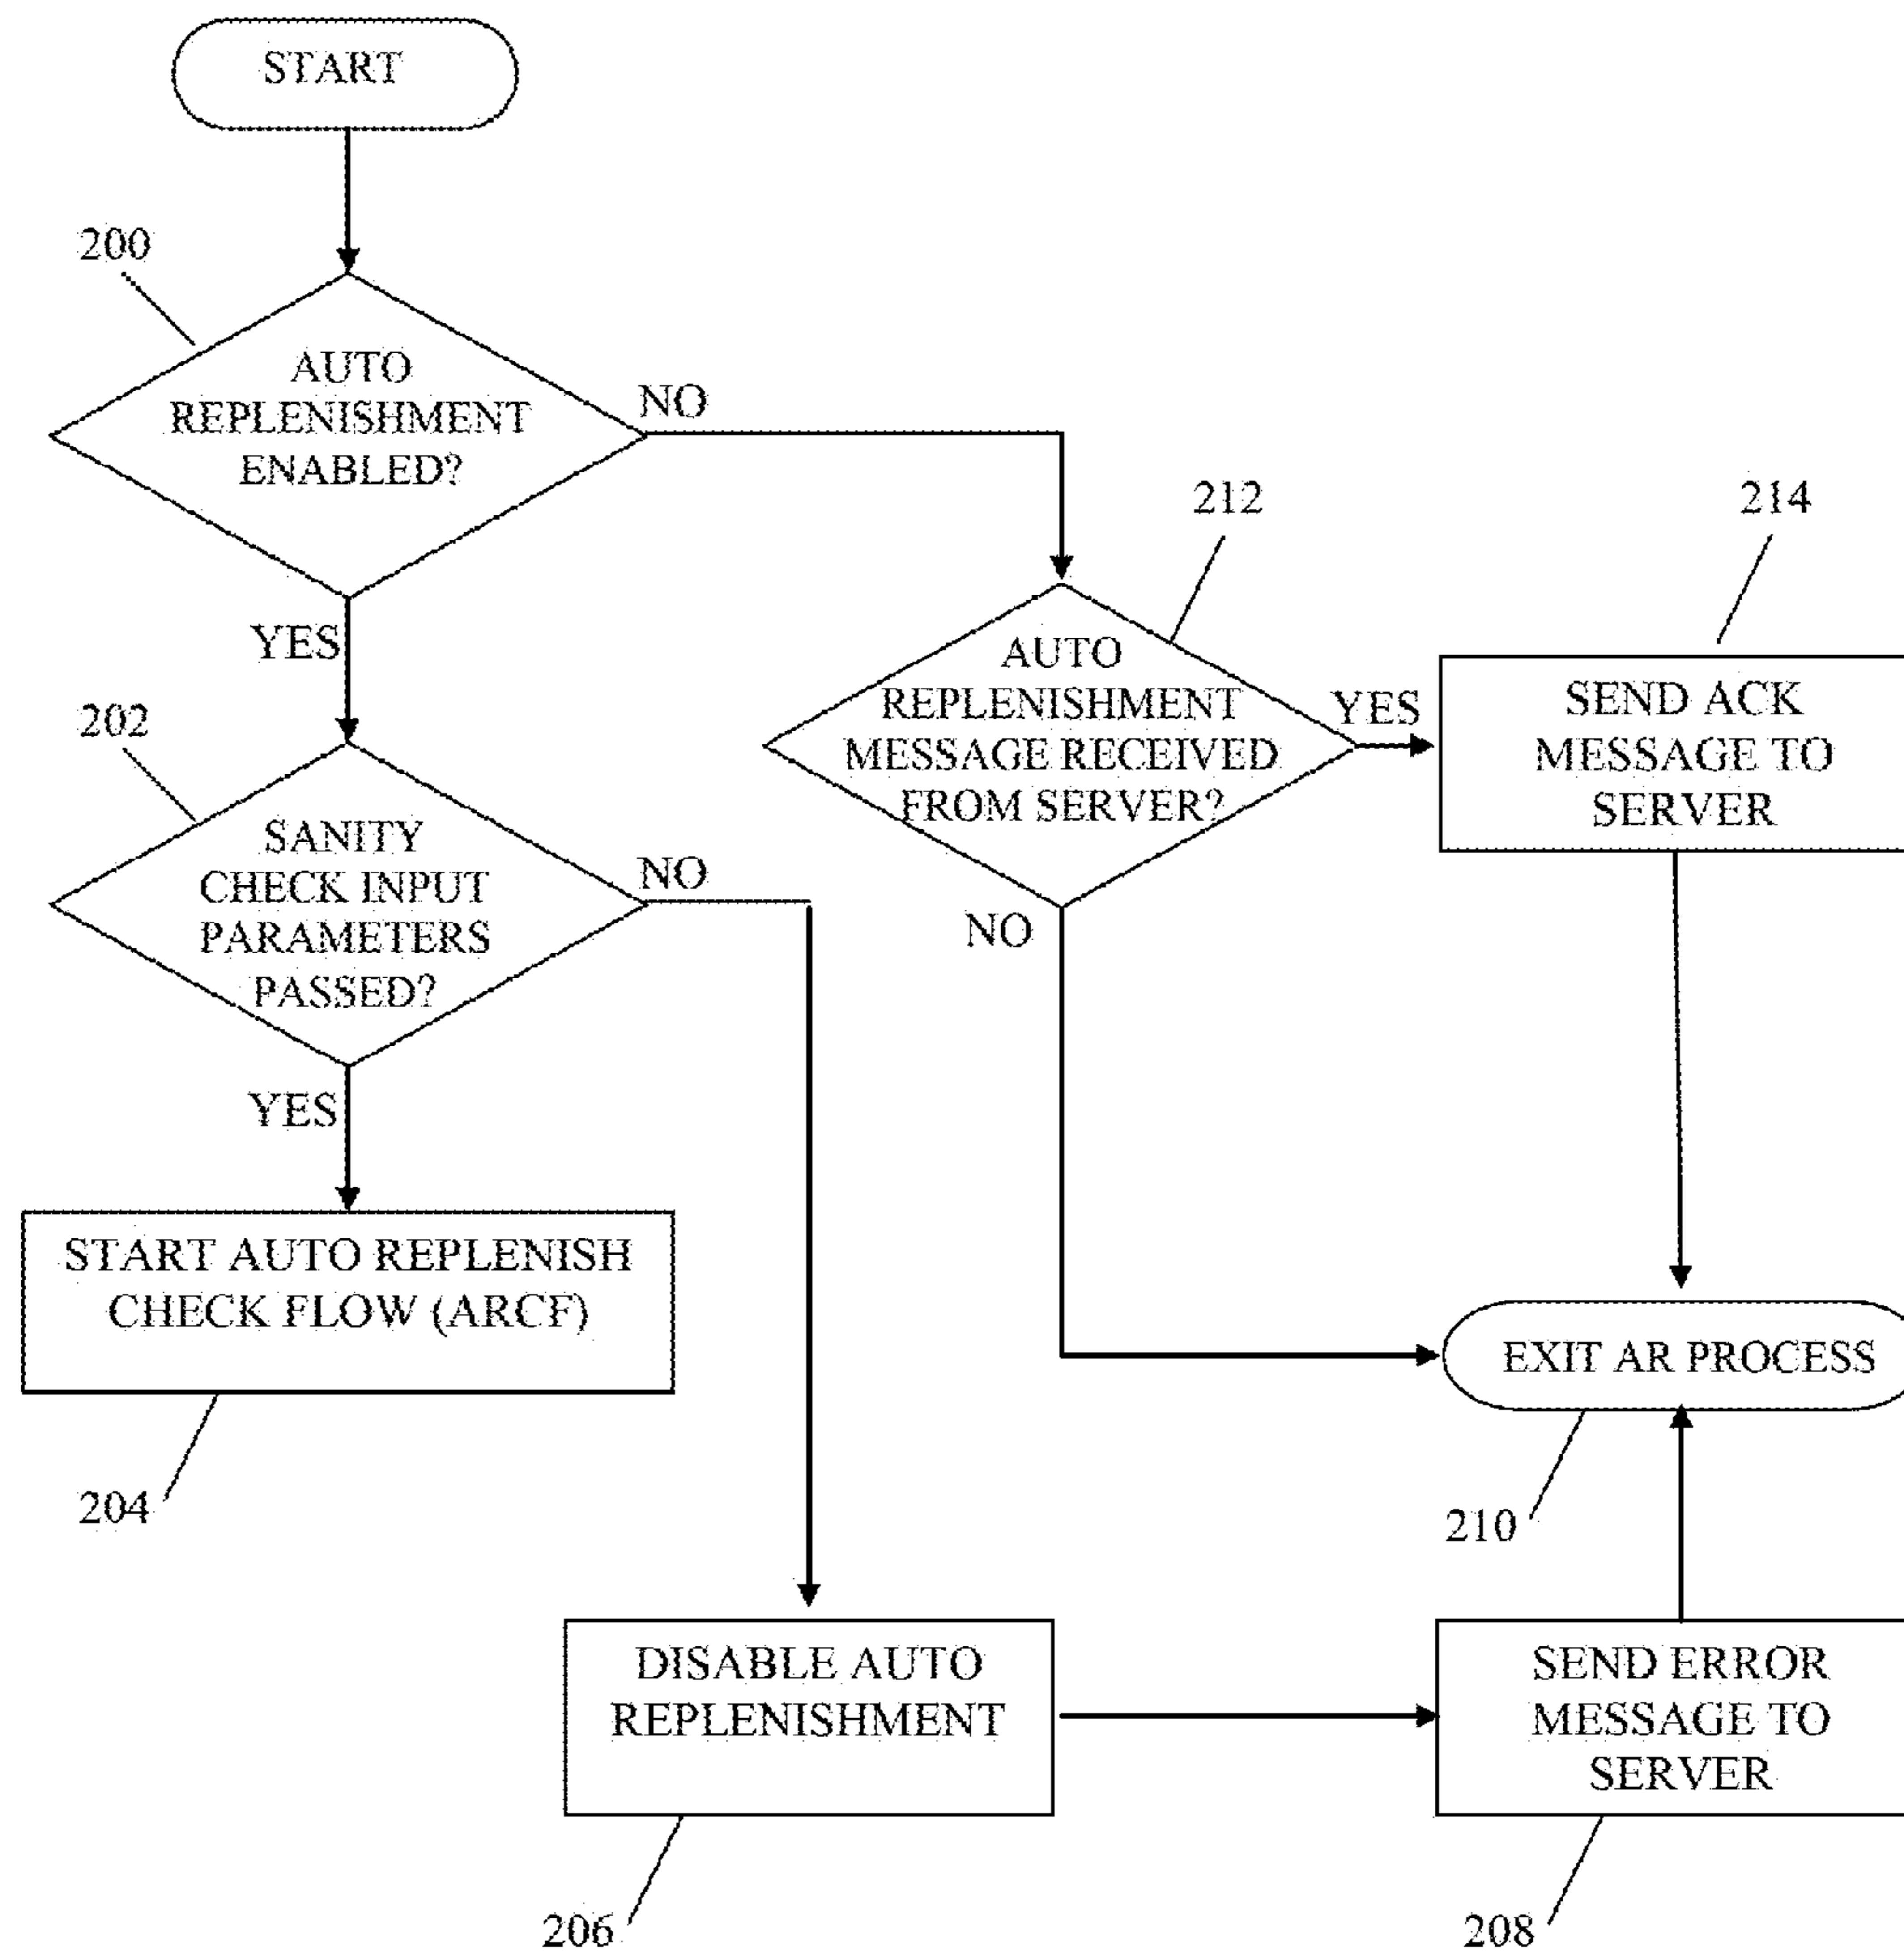 START
200
AUTO
REPLENISHMENT
ENABLED?
NO
YES
212
214
AUTO
REPLENISHMENT
MESSAGE RECEIVED
FROM SERVER?
YES
NO
SEND ACK
MESSAGE TO
SERVER
202
SANITY
CHECK INPUT
PARAMETERS
PASSED?
NO
YES
START AUTO REPLENISH
CHECK FLOW (ARCF)
204
EXIT AR PROCESS
210
DISABLE AUTO
REPLENISHMENT
206
SEND ERROR
MESSAGE TO
SERVER
208